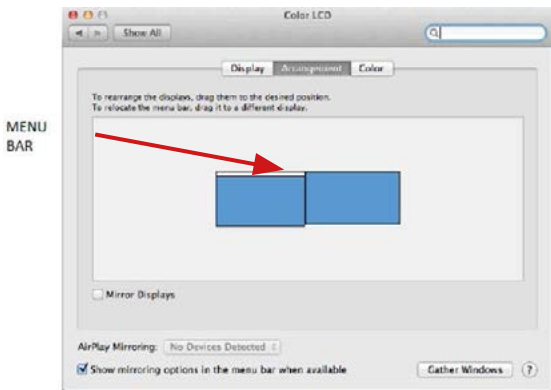 Color LCD
Show All
Display Arrangement Color
To rearrange the displays, drag them to the desired position.
To relocate the menu bar, drag it to a different display.
MENU
BAR
Mirror Displays
AirPlay Mirroring: No Devices Detected
Show mirroring options in the menu bar when available
Gather Windows ?